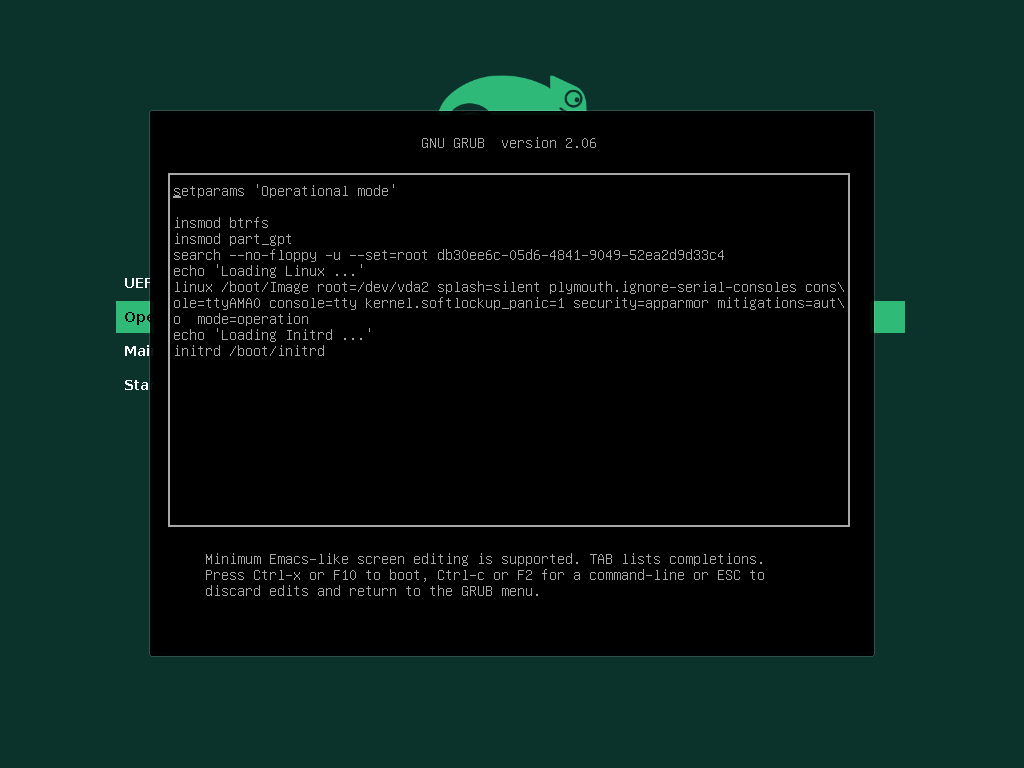 GNU GRUB  version 2.06
setparams 'Operational mode'
insmod btrfs
insmod part_gpt
search --no-floppy -u --set=root db30ee6c-05d6-4841-9049-52ea2d9d33c4
echo 'Loading Linux ...'
linux /boot/Image root=/dev/vda2 splash=silent plymouth.ignore-serial-consoles cons\
ole=ttyAMA0 console=tty kernel.softlockup_panic=1 security=apparmor mitigations=aut\
o  mode=operation
echo 'Loading Initrd ...'
initrd /boot/initrd
UEF
Ope
Mai
Sta
Minimum Emacs-like screen editing is supported. TAB lists completions.
Press Ctrl-x or F10 to boot, Ctrl-c or F2 for a command-line or ESC to
discard edits and return to the GRUB menu.